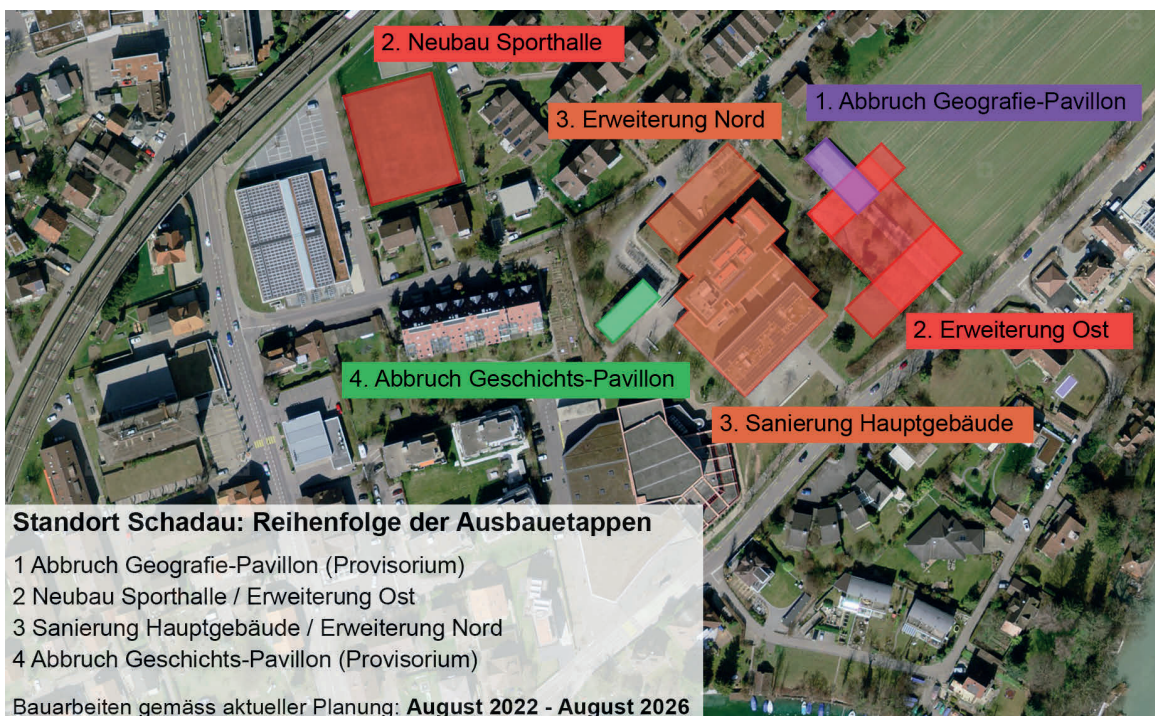 2. Neubau Sporthalle
1. Abbruch Geografie-Pavillon
3. Erweiterung Nord
2. Erweiterung Ost
4. Abbruch Geschichts-Pavillon
3. Sanierung Hauptgebäude
Standort Schadau: Reihenfolge der Ausbauetappen
1 Abbruch Geografie-Pavillon (Provisorium)
2 Neubau Sporthalle / Erweiterung Ost
3 Sanierung Hauptgebäude / Erweiterung Nord
4 Abbruch Geschichts-Pavillon (Provisorium)
Bauarbeiten gemäss aktueller Planung: August 2022 - August 2026